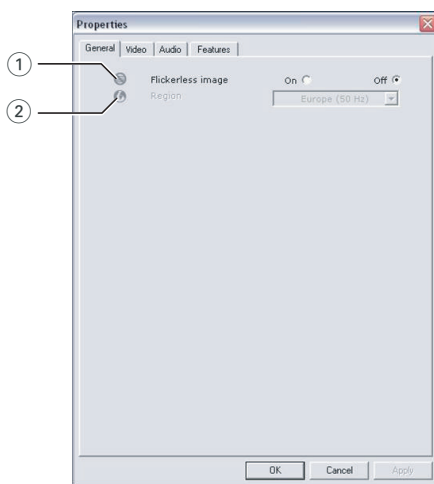 Properties
General Video Audio Features
1 Flickerless image On Off
2 Region Europe (50 Hz)
OK Cancel Apply